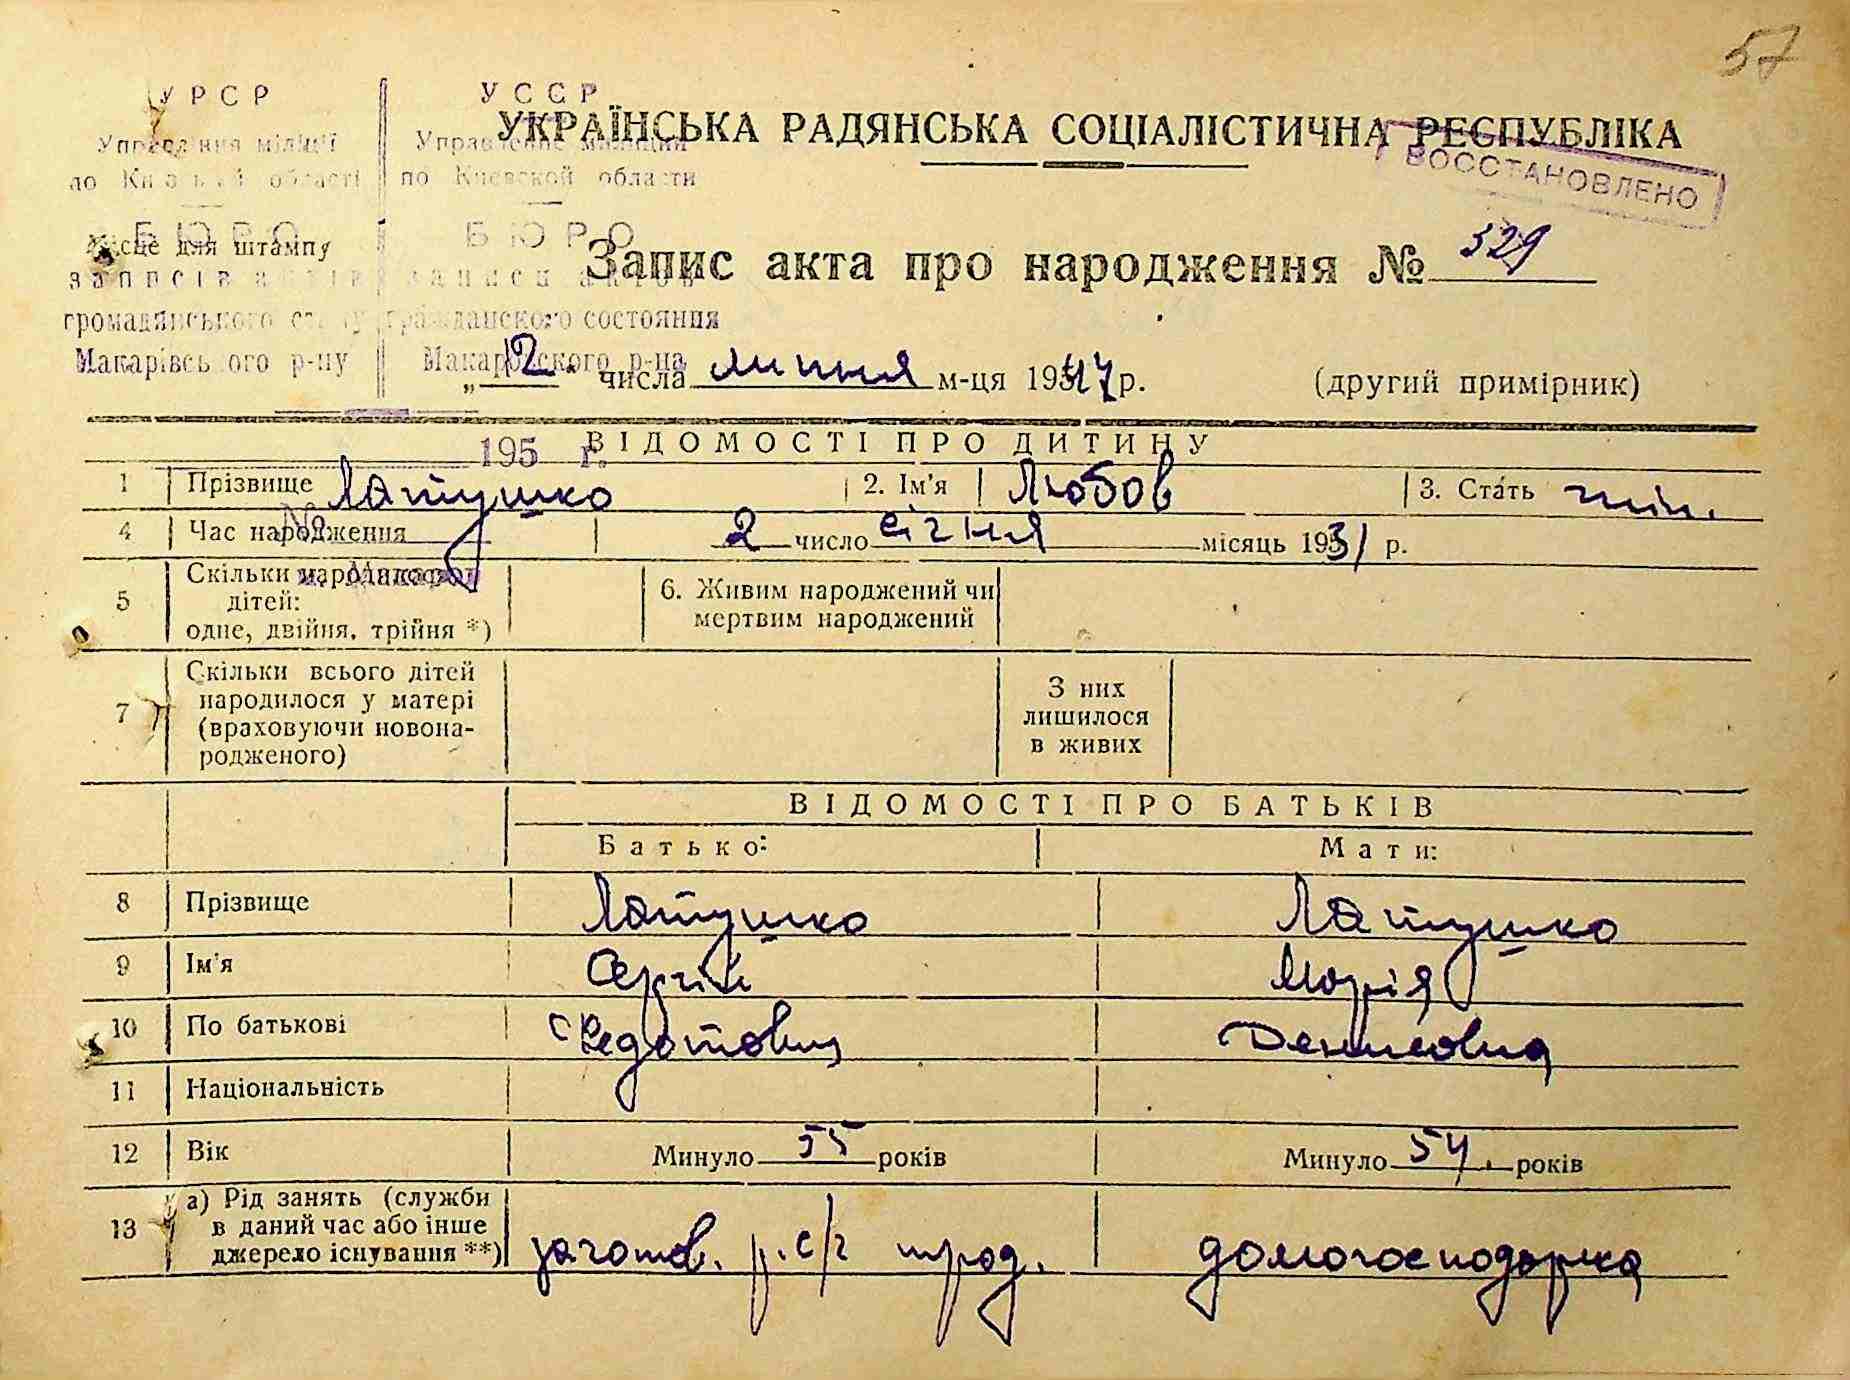 57
УРСР
УССР
Управління міліції
Управление милиции
по Київській області
по Киевской области
УКРАЇНСЬКА РАДЯНСЬКА СОЦІАЛІСТИЧНА РЕСПУБЛІКА
ВОССТАНОВЛЕНО
БЮРО
БЮРО
Місце для штампу
записів актів
записи актов
Запис акта про народження № 329
громадянського стану
гражданского состояния
Макарівського р-ну
Макаровского р-на
„12" числа липня м-ця 1947 р.
(другий примірник)
195 г.
ВІДОМОСТІ ПРО ДИТИНУ
1 Прізвище Латушко 2. Ім'я Любов 3. Стать жін.
№
4 Час народження 2 число січня місяць 1931 р.
5 Скільки народилося дітей: одне, двійня, трійня *)
6. Живим народжений чи мертвим народжений
7 Скільки всього дітей народилося у матері (враховуючи новонародженого)
З них лишилося в живих
ВІДОМОСТІ ПРО БАТЬКІВ
Батько: Мати:
8 Прізвище Латушко Латушко
9 Ім'я Сергій Марія
10 По батькові Федотович Денисовна
11 Національність
12 Вік Минуло 55 років Минуло 54. років
13 а) Рід занять (служби в даний час або інше джерело існування **) заготов. р. с/г прод. домогосподарка